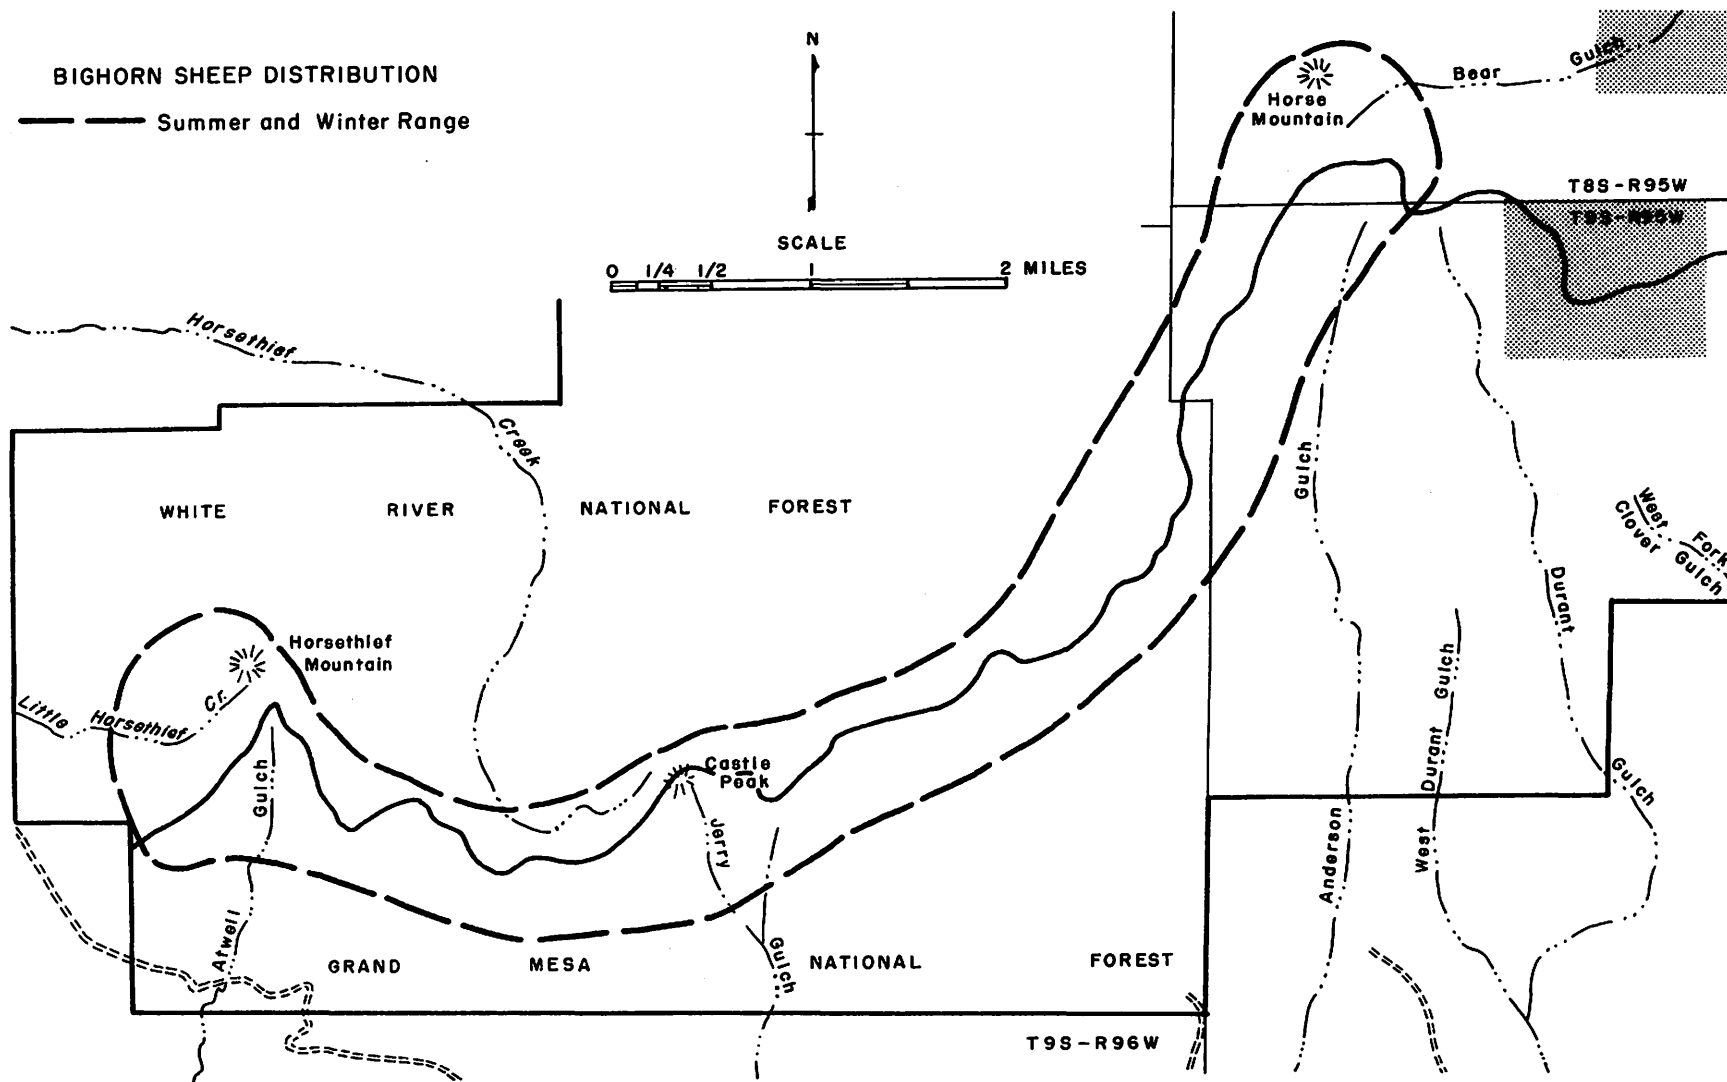 BIGHORN SHEEP DISTRIBUTION
Summer and Winter Range
N
SCALE
0 1/4 1/2 1 2 MILES
Horse
Mountain
Bear Gulch
T8S-R95W
T9S-R95W
Horsethief Creek
WHITE RIVER NATIONAL FOREST
Horsethief
Mountain
Little Horsethief Cr.
Castle
Peak
Jerry Gulch
Atwell Gulch
Anderson Gulch
West Durant Gulch
Durant Gulch
West Fork
Clover Gulch
GRAND MESA NATIONAL FOREST
T9S-R96W